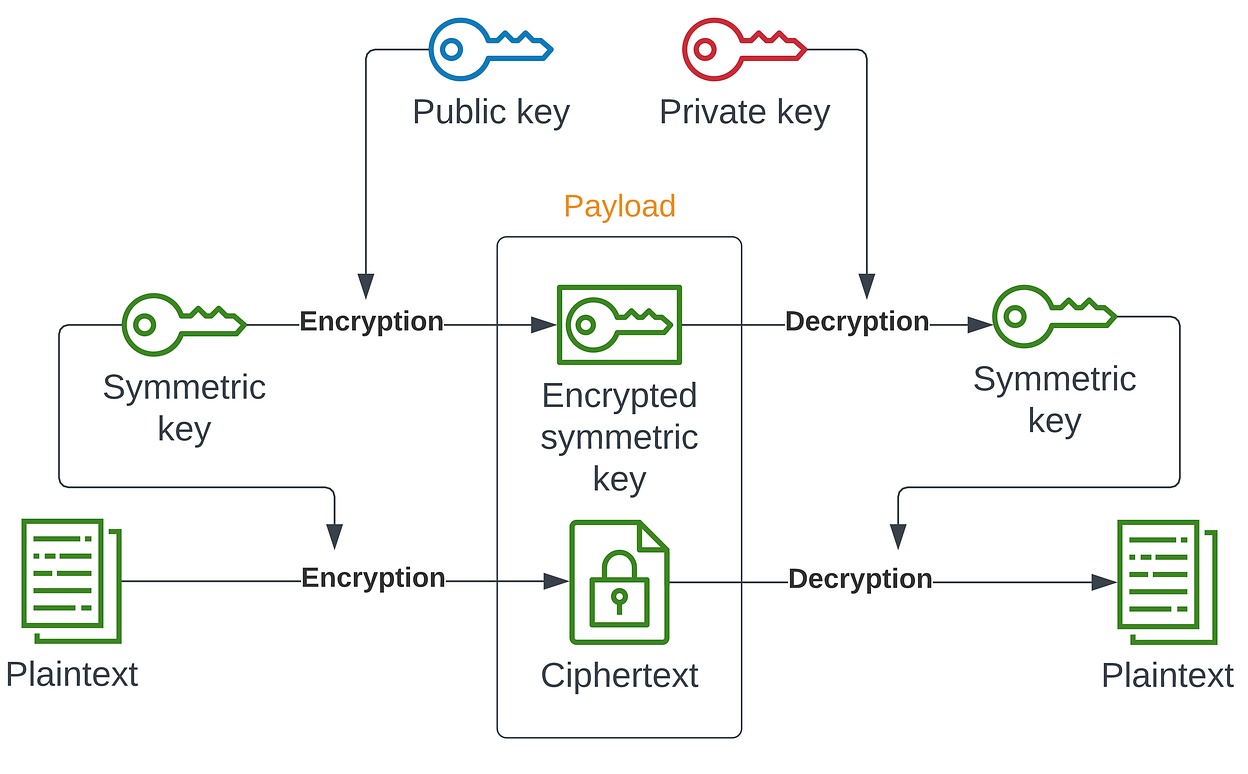 Public key
Private key
Payload
Encryption
Decryption
Symmetric
key
Encrypted
symmetric
key
Symmetric
key
Encryption
Decryption
Plaintext
Ciphertext
Plaintext